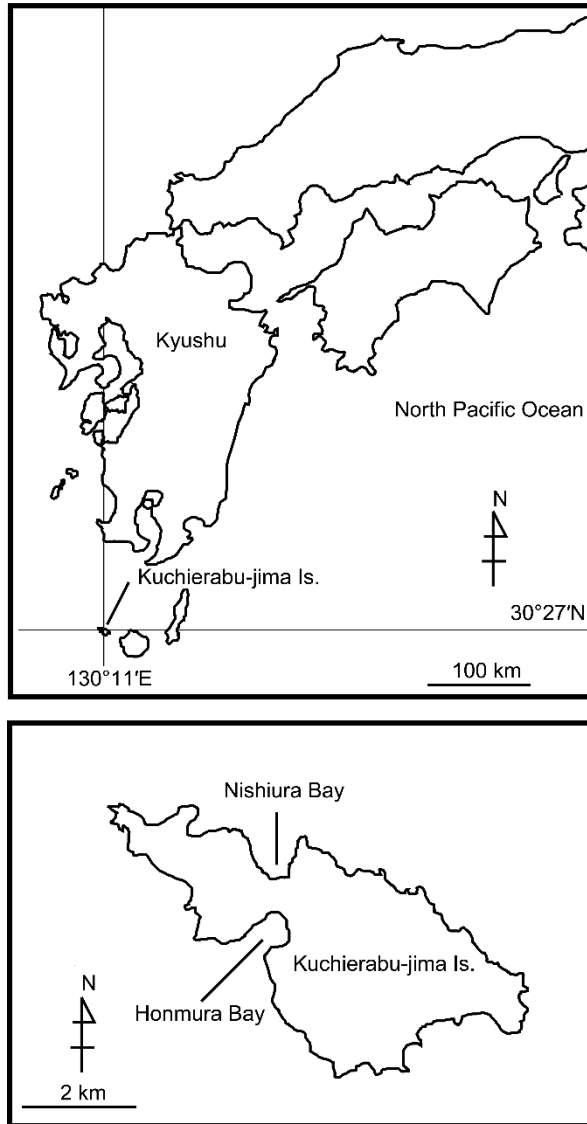 Kyushu
North Pacific Ocean
N
Kuchierabu-jima Is.
30°27′N
130°11′E
100 km
Nishiura Bay
Kuchierabu-jima Is.
N
Honmura Bay
2 km